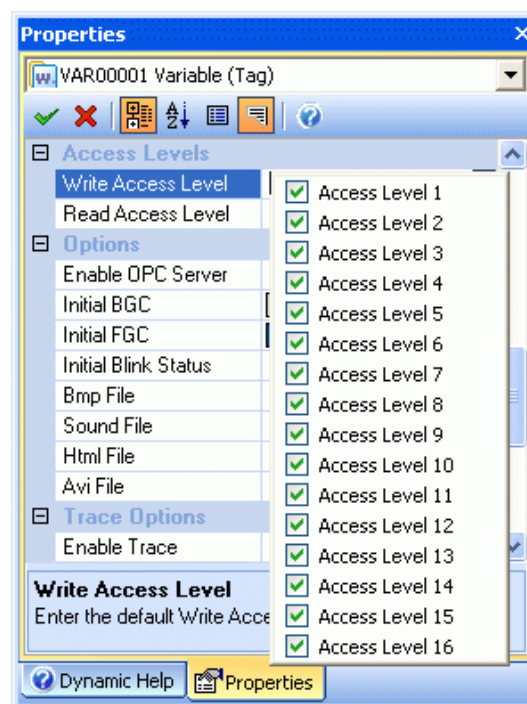 Properties
VAR00001 Variable (Tag)
Access Levels
Write Access Level
Read Access Level
Options
Enable OPC Server
Initial BGC
Initial FGC
Initial Blink Status
Bmp File
Sound File
Html File
Avi File
Trace Options
Enable Trace
Access Level 1
Access Level 2
Access Level 3
Access Level 4
Access Level 5
Access Level 6
Access Level 7
Access Level 8
Access Level 9
Access Level 10
Access Level 11
Access Level 12
Access Level 13
Access Level 14
Access Level 15
Access Level 16
Write Access Level
Enter the default Write Acce
Dynamic Help
Properties